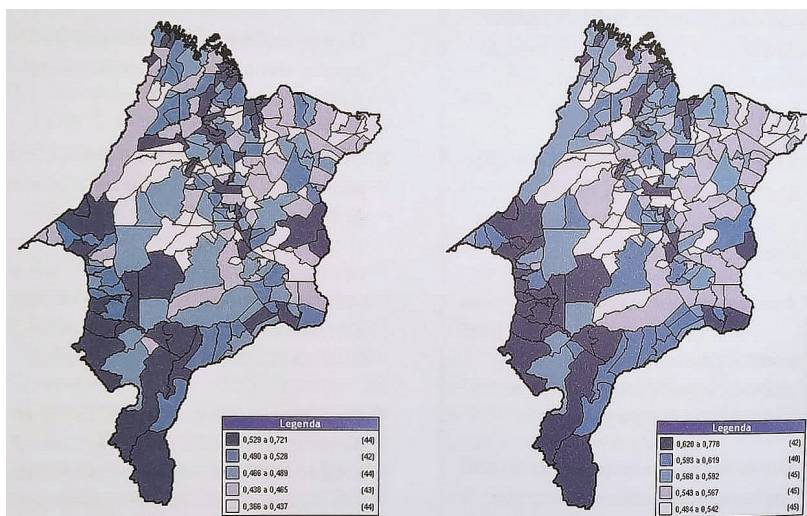 Legenda
0,529 a 0,721 (44)
0,490 a 0,528 (42)
0,466 a 0,489 (44)
0,438 a 0,465 (43)
0,366 a 0,437 (44)
Legenda
0,620 a 0,778 (42)
0,593 a 0,619 (40)
0,568 a 0,592 (45)
0,543 a 0,567 (45)
0,484 a 0,542 (45)